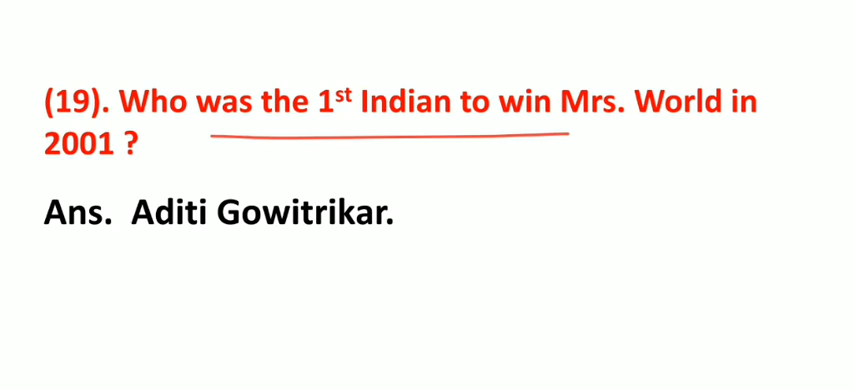 (19). Who was the 1st Indian to win Mrs. World in
2001 ?
Ans. Aditi Gowitrikar.